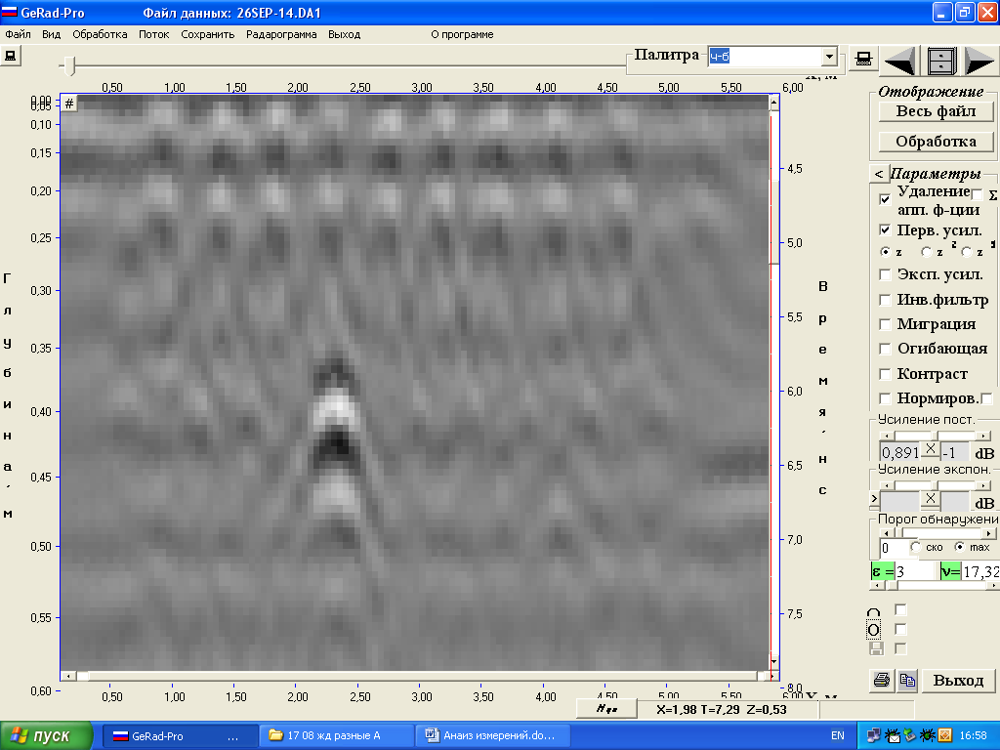 GeRad-Pro Файл данных: 26SEP-14.DA1
Файл Вид Обработка Поток Сохранить Радарограмма Выход О программе
Палитра ч-б
0,50 1,00 1,50 2,00 2,50 3,00 3,50 4,00 4,50 5,00 5,50 6,00
#
Глубина, м
0,00
0,05
0,10
0,15
0,20
0,25
0,30
0,35
0,40
0,45
0,50
0,55
0,60
4,5
5,0
5,5
6,0
6,5
7,0
7,5
8,0
Время, нс
0,50 1,00 1,50 2,00 2,50 3,00 3,50 4,00 4,50 5,00 5,50 6,00
X=1,98 T=7,29 Z=0,53
Отображение
Весь файл
Обработка
< Параметры
Удаление Σ
апп. ф-ции
Перв. усил.
z z 2 z
Эксп. усил.
Инв.фильтр
Миграция
Огибающая
Контраст
Нормиров.
Усиление пост.
0,891 X -1 dB
Усиление экспон.
> X dB
Порог обнаружени
0 ско max
ε = 3 ν= 17,32
Выход
пуск GeRad-Pro ... 17 08 жд разные А Анаиз измерений.do... EN 16:58